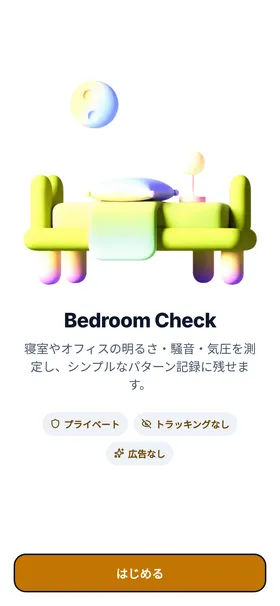 Bedroom Check
寝室やオフィスの明るさ・騒音・気圧を測
定し、シンプルなパターン記録に残せま
す。
プライベート
トラッキングなし
広告なし
はじめる